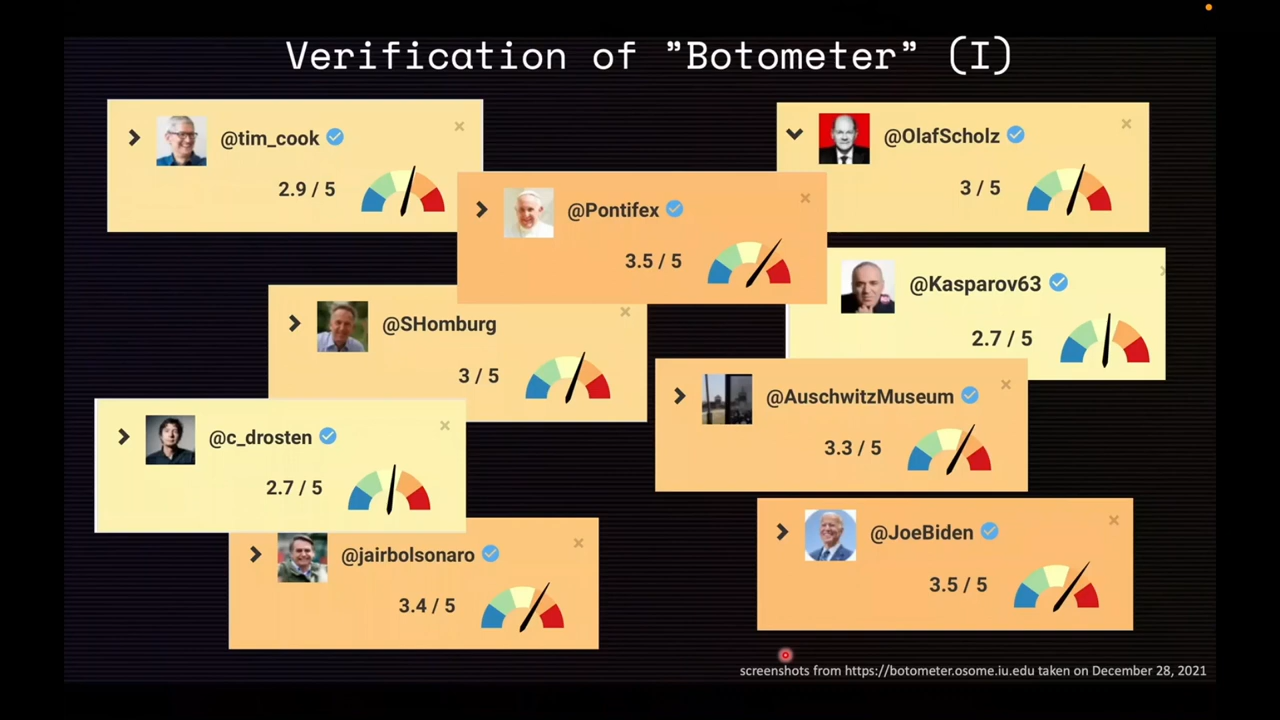 Verification of ”Botometer” (I)
@tim_cook
2.9 / 5
@OlafScholz
3 / 5
@Pontifex
3.5 / 5
@Kasparov63
2.7 / 5
@SHomburg
3 / 5
@AuschwitzMuseum
3.3 / 5
@c_drosten
2.7 / 5
@JoeBiden
3.5 / 5
@jairbolsonaro
3.4 / 5
screenshots from https://botometer.osome.iu.edu taken on December 28, 2021